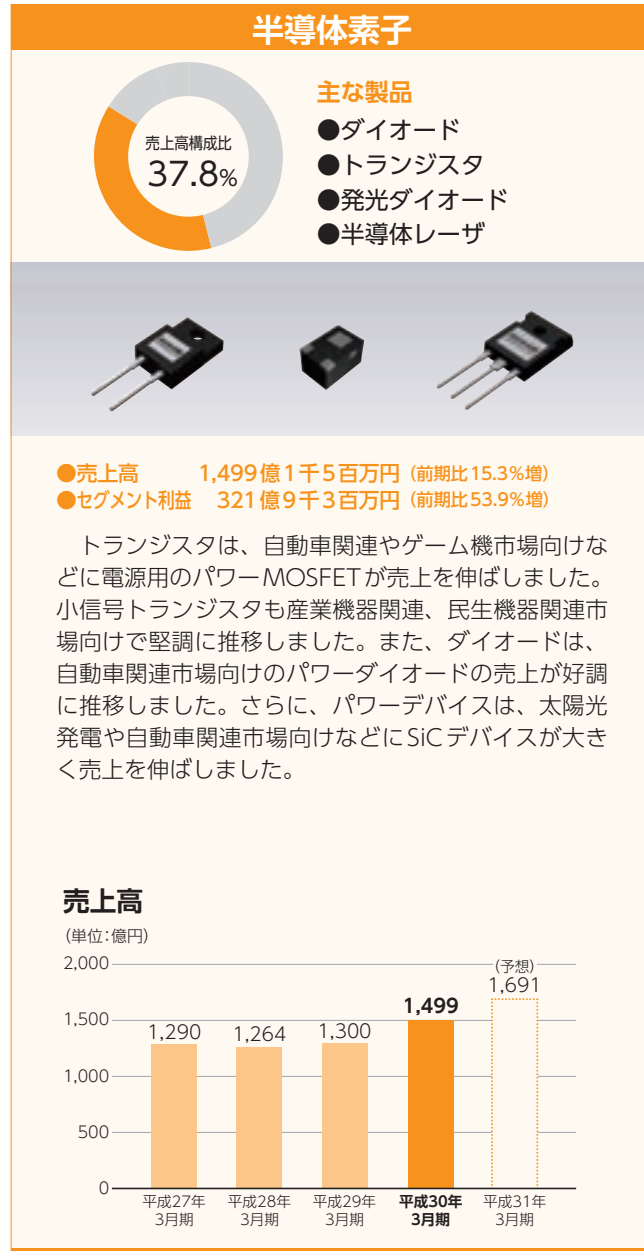 半導体素子
売上高構成比
37.8%
主な製品
●ダイオード
●トランジスタ
●発光ダイオード
●半導体レーザ
●売上高 1,499億1千5百万円（前期比15.3%増）
●セグメント利益 321億9千3百万円（前期比53.9%増）
トランジスタは、自動車関連やゲーム機市場向けな
どに電源用のパワーMOSFETが売上を伸ばしました。
小信号トランジスタも産業機器関連、民生機器関連市
場向けで堅調に推移しました。また、ダイオードは、
自動車関連市場向けのパワーダイオードの売上が好調
に推移しました。さらに、パワーデバイスは、太陽光
発電や自動車関連市場向けなどにSiCデバイスが大き
く売上を伸ばしました。
売上高
（単位：億円）
2,000
1,500
1,000
500
0
1,290
1,264
1,300
1,499
（予想）
1,691
平成27年
3月期
平成28年
3月期
平成29年
3月期
平成30年
3月期
平成31年
3月期